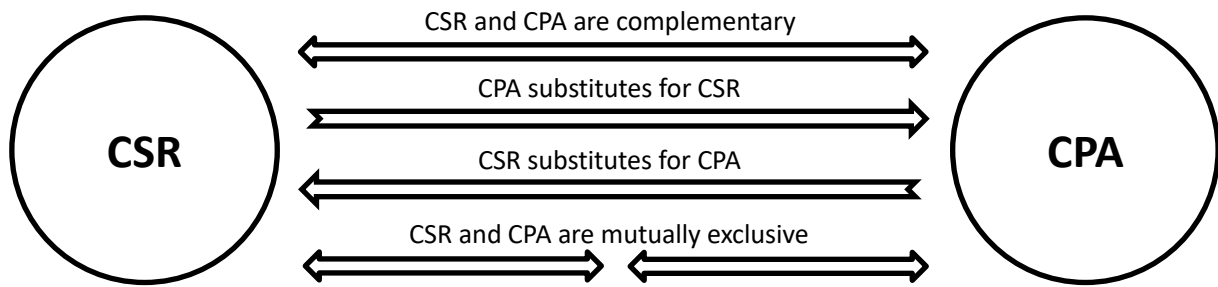 CSR and CPA are complementary
CPA substitutes for CSR
CSR
CPA
CSR substitutes for CPA
CSR and CPA are mutually exclusive